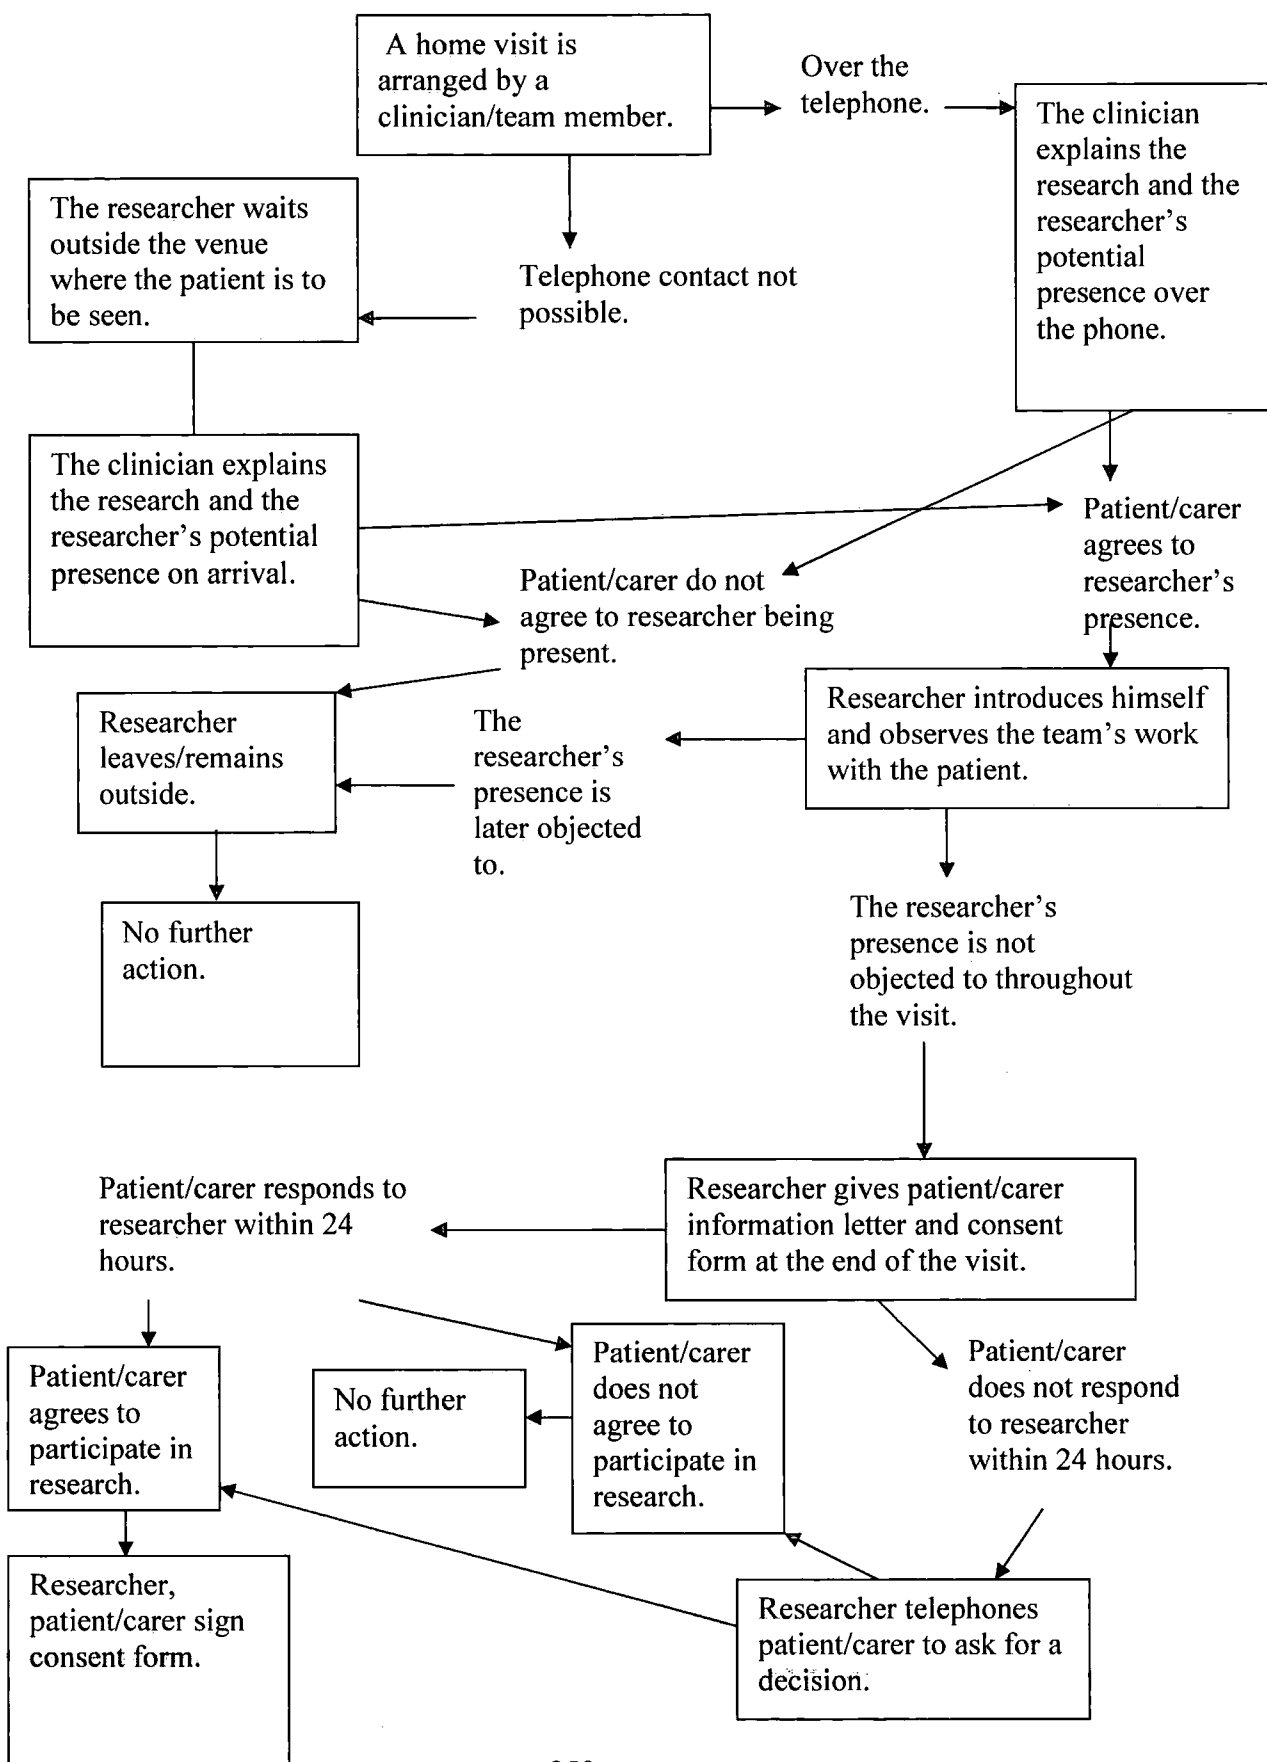 A home visit is
arranged by a
clinician/team member.
Over the
telephone.
The clinician
explains the
research and the
researcher's
potential
presence over
the phone.
The researcher waits
outside the venue
where the patient is to
be seen.
Telephone contact not
possible.
The clinician explains
the research and the
researcher's potential
presence on arrival.
Patient/carer
agrees to
researcher's
presence.
Patient/carer do not
agree to researcher being
present.
Researcher
leaves/remains
outside.
The
researcher's
presence is
later objected
to.
Researcher introduces himself
and observes the team's work
with the patient.
No further
action.
The researcher's
presence is not
objected to throughout
the visit.
Patient/carer responds to
researcher within 24
hours.
Researcher gives patient/carer
information letter and consent
form at the end of the visit.
Patient/carer
agrees to
participate in
research.
No further
action.
Patient/carer
does not
agree to
participate in
research.
Patient/carer
does not respond
to researcher
within 24 hours.
Researcher,
patient/carer sign
consent form.
Researcher telephones
patient/carer to ask for a
decision.